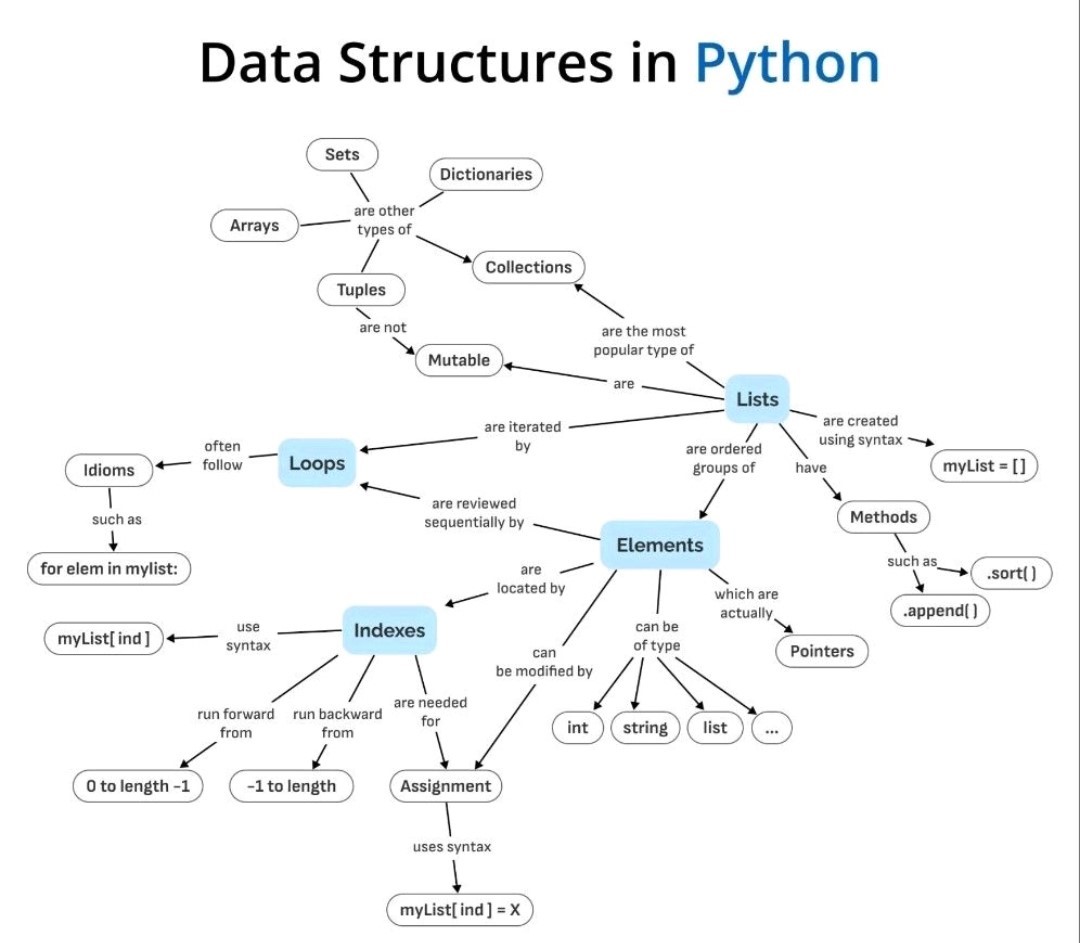 Data Structures in Python
Sets
Dictionaries
are other
types of
Arrays
Collections
Tuples
are not
are the most
popular type of
Mutable
are
Lists
are created
using syntax
are iterated
by
often
follow
Loops
are ordered
groups of
have
myList = [ ]
Idioms
such as
are reviewed
sequentially by
Methods
for elem in mylist:
Elements
such as
.sort( )
.append( )
are
located by
which are
actually
Indexes
use
syntax
myList[ ind ]
can be
of type
Pointers
can
be modified by
run forward
from
run backward
from
are needed
for
int
string
list
...
0 to length -1
-1 to length
Assignment
uses syntax
myList[ ind ] = X